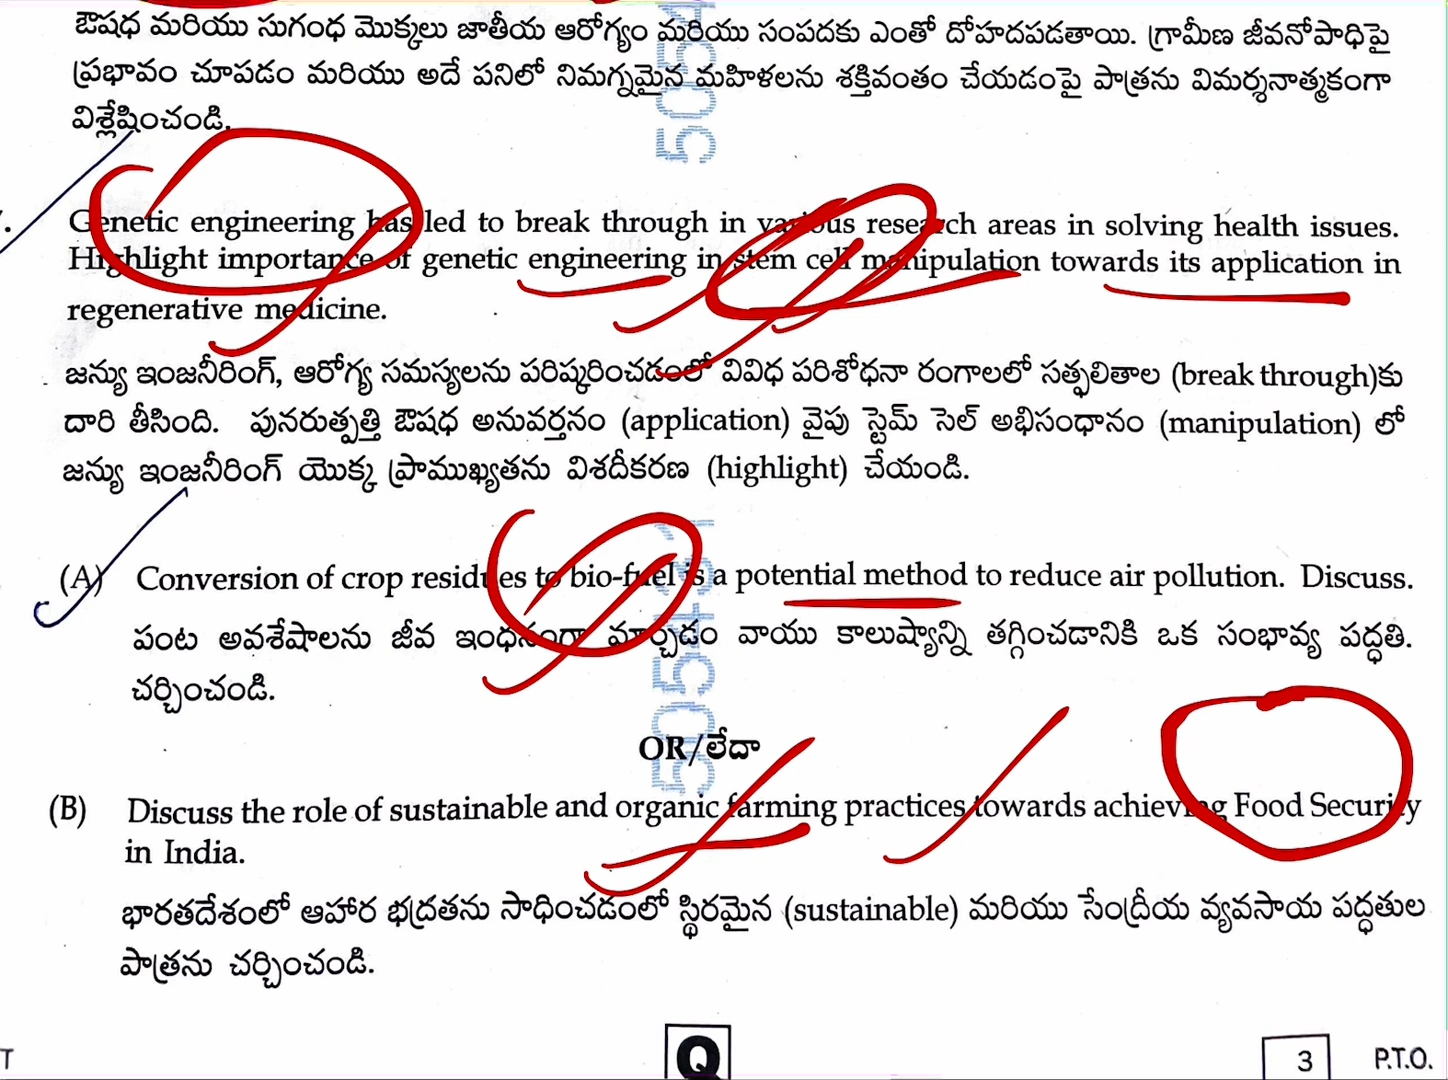 ఔషధ మరియు సుగంధ మొక్కలు జాతీయ ఆరోగ్యం మరియు సంపదకు ఎంతో దోహదపడతాయి. గ్రామీణ జీవనోపాధిపై
ప్రభావం చూపడం మరియు అదే పనిలో నిమగ్నమైన మహిళలను శక్తివంతం చేయడంపై పాత్రను విమర్శనాత్మకంగా
విశ్లేషించండి.
Genetic engineering has led to break through in various research areas in solving health issues.
Highlight importance of genetic engineering in stem cell manipulation towards its application in
regenerative medicine.
జన్యు ఇంజనీరింగ్, ఆరోగ్య సమస్యలను పరిష్కరించడంలో వివిధ పరిశోధనా రంగాలలో సత్ఫలితాల (break through)కు
దారి తీసింది. పునరుత్పత్తి ఔషధ అనువర్తనం (application) వైపు స్టెమ్ సెల్ అభిసంధానం (manipulation) లో
జన్యు ఇంజనీరింగ్ యొక్క ప్రాముఖ్యతను విశదీకరణ (highlight) చేయండి.
(A) Conversion of crop residues to bio-fuel is a potential method to reduce air pollution. Discuss.
పంట అవశేషాలను జీవ ఇంధనంగా మార్చడం వాయు కాలుష్యాన్ని తగ్గించడానికి ఒక సంభావ్య పద్ధతి.
చర్చించండి.
OR/లేదా
(B) Discuss the role of sustainable and organic farming practices towards achieving Food Security
in India.
భారతదేశంలో ఆహార భద్రతను సాధించడంలో స్థిరమైన (sustainable) మరియు సేంద్రీయ వ్యవసాయ పద్ధతుల
పాత్రను చర్చించండి.
T Q 3 P.T.O.